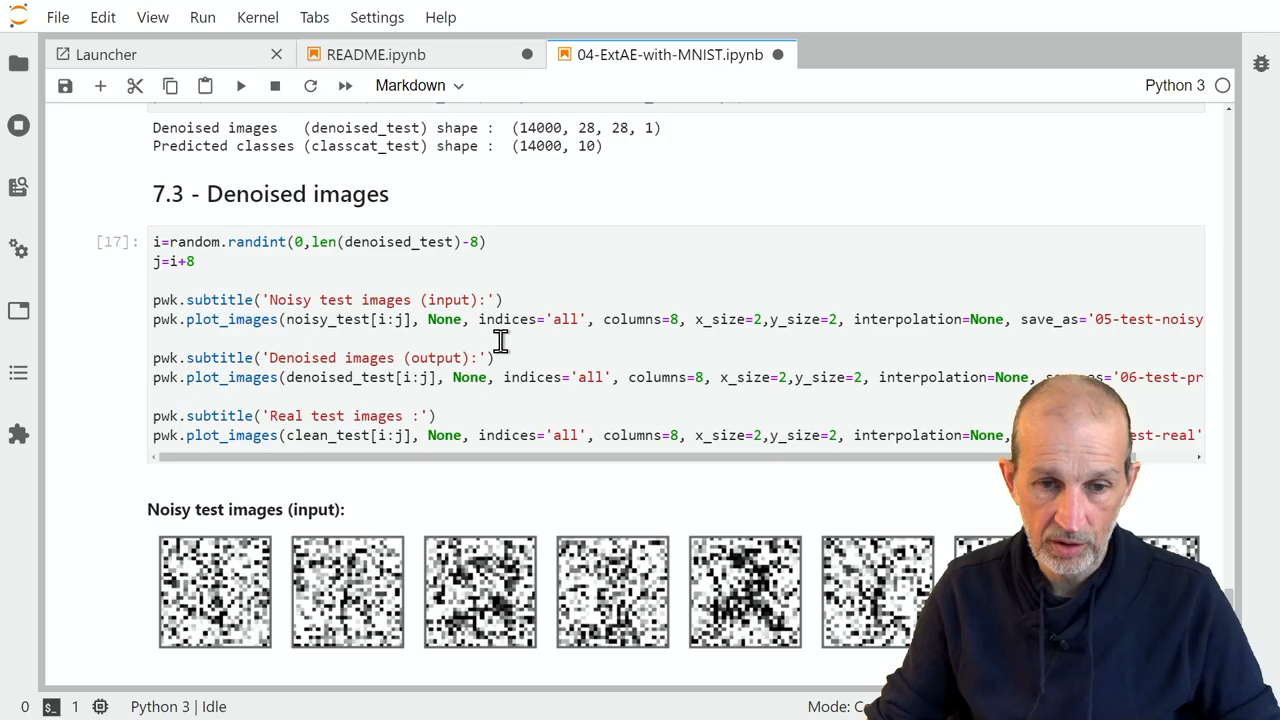 File Edit View Run Kernel Tabs Settings Help
Launcher README.ipynb 04-ExtAE-with-MNIST.ipynb
Markdown Python 3
Denoised images (denoised_test) shape : (14000, 28, 28, 1)
Predicted classes (classcat_test) shape : (14000, 10)
7.3 - Denoised images
[17]: i=random.randint(0,len(denoised_test)-8)
j=i+8
pwk.subtitle('Noisy test images (input):')
pwk.plot_images(noisy_test[i:j], None, indices='all', columns=8, x_size=2,y_size=2, interpolation=None, save_as='05-test-noisy
pwk.subtitle('Denoised images (output):')
pwk.plot_images(denoised_test[i:j], None, indices='all', columns=8, x_size=2,y_size=2, interpolation=None, ='06-test-pr
pwk.subtitle('Real test images :')
pwk.plot_images(clean_test[i:j], None, indices='all', columns=8, x_size=2,y_size=2, interpolation=None, est-real'
Noisy test images (input):
0 1 Python 3 | Idle Mode: